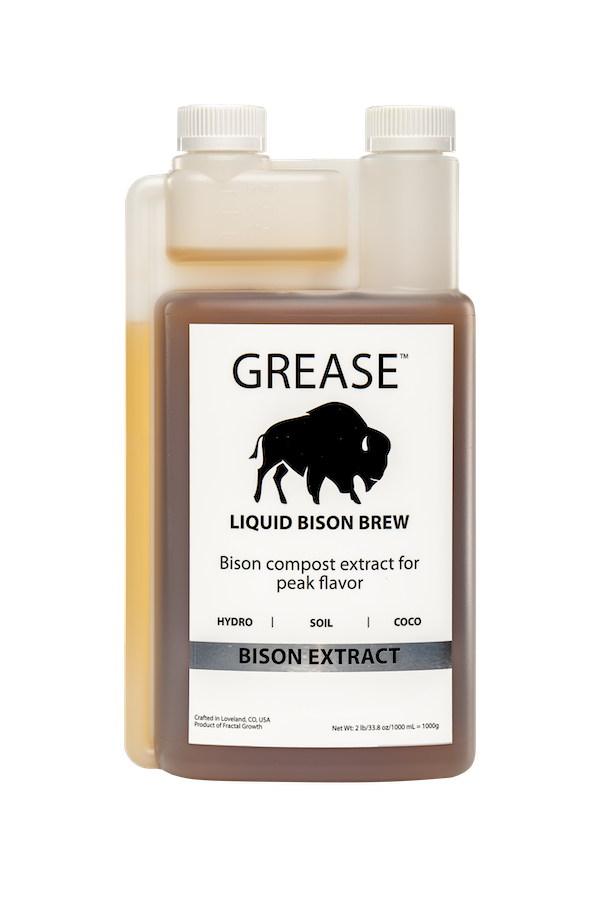 GREASE™
LIQUID BISON BREW
Bison compost extract for
peak flavor
HYDRO | SOIL | COCO
BISON EXTRACT
Crafted in Loveland, CO, USA
Product of Fractal Growth
Net Wt: 2 lb/33.8 oz/1000 mL = 1000g